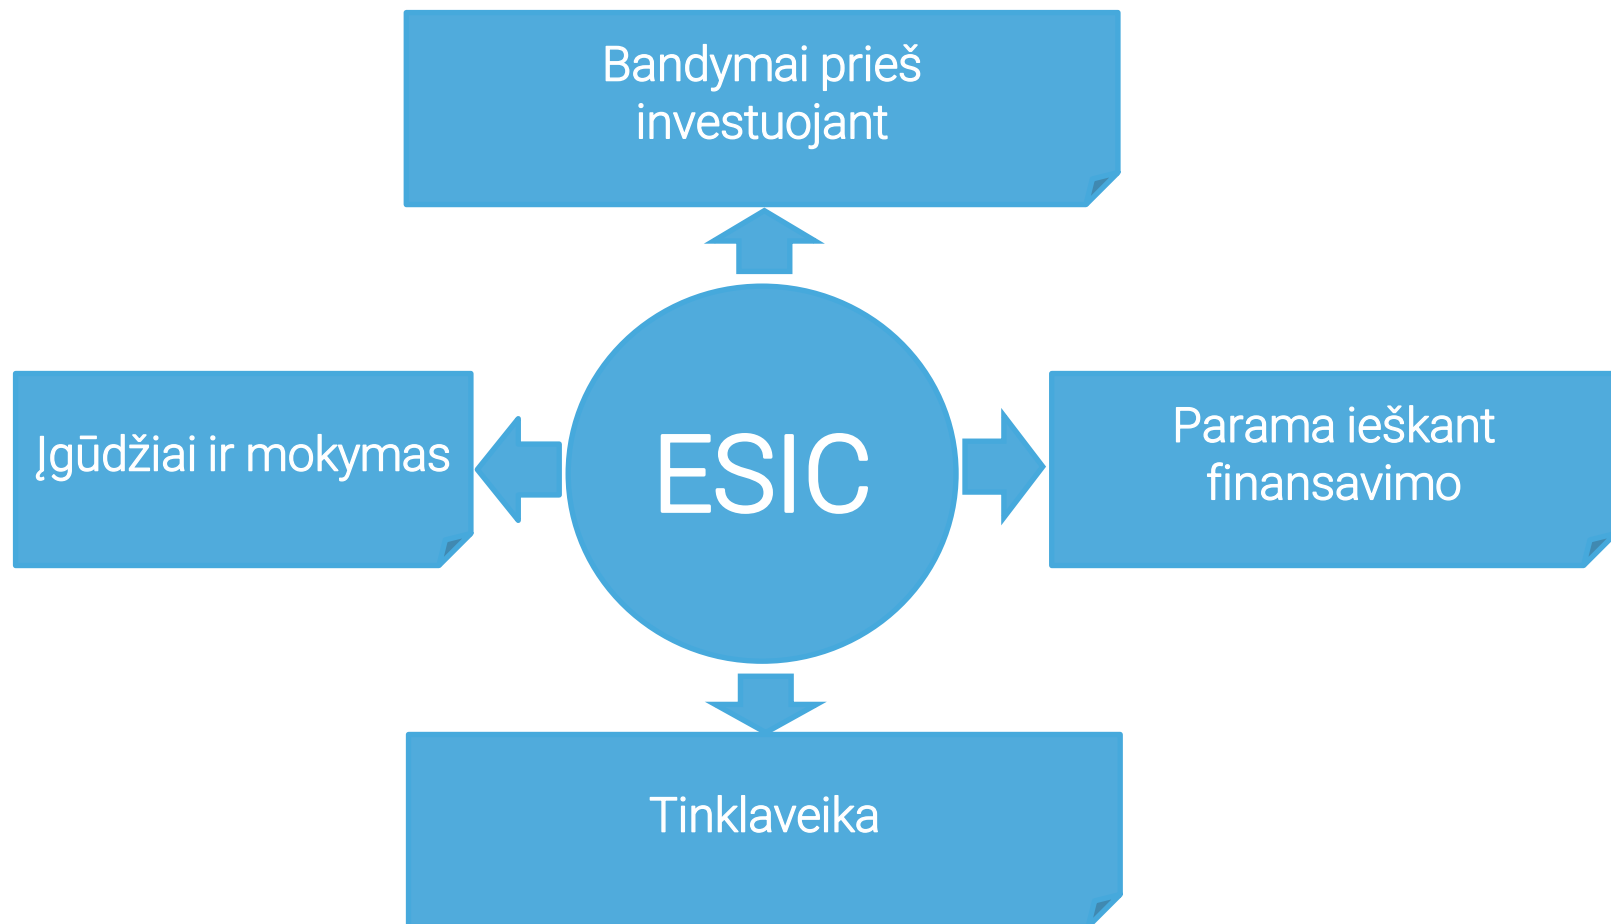 Bandymai prieš
investuojant
Įgūdžiai ir mokymas
ESIC
Parama ieškant
finansavimo
Tinklaveika